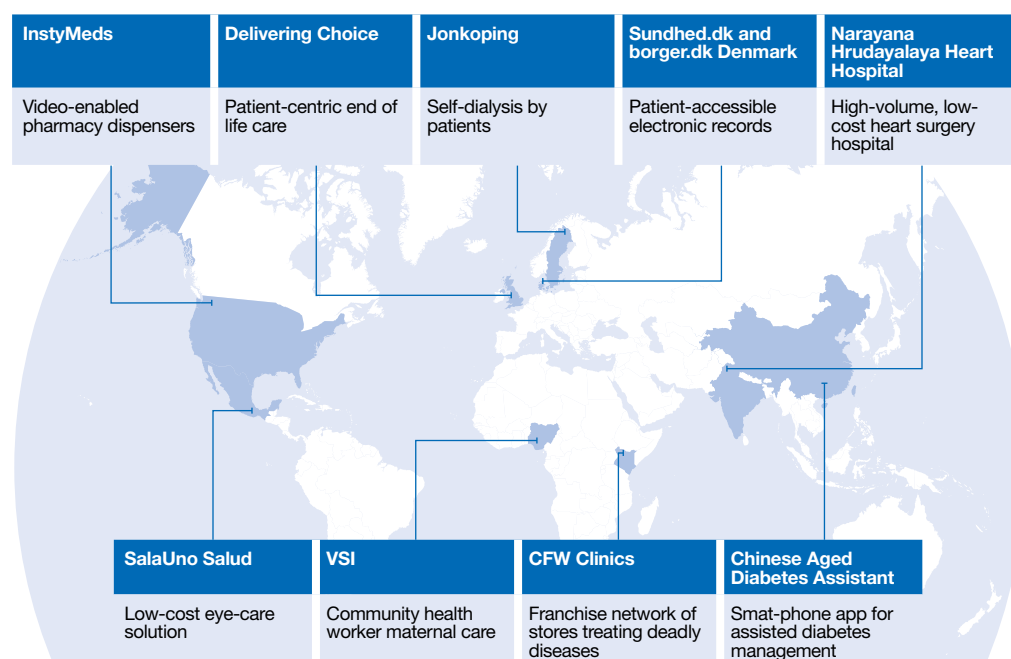 InstyMeds
Video-enabled
pharmacy dispensers
Delivering Choice
Patient-centric end of
life care
Jonkoping
Self-dialysis by
patients
Sundhed.dk and
borger.dk Denmark
Patient-accessible
electronic records
Narayana
Hrudayalaya Heart
Hospital
High-volume, low-
cost heart surgery
hospital
SalaUno Salud
Low-cost eye-care
solution
VSI
Community health
worker maternal care
CFW Clinics
Franchise network of
stores treating deadly
diseases
Chinese Aged
Diabetes Assistant
Smat-phone app for
assisted diabetes
management